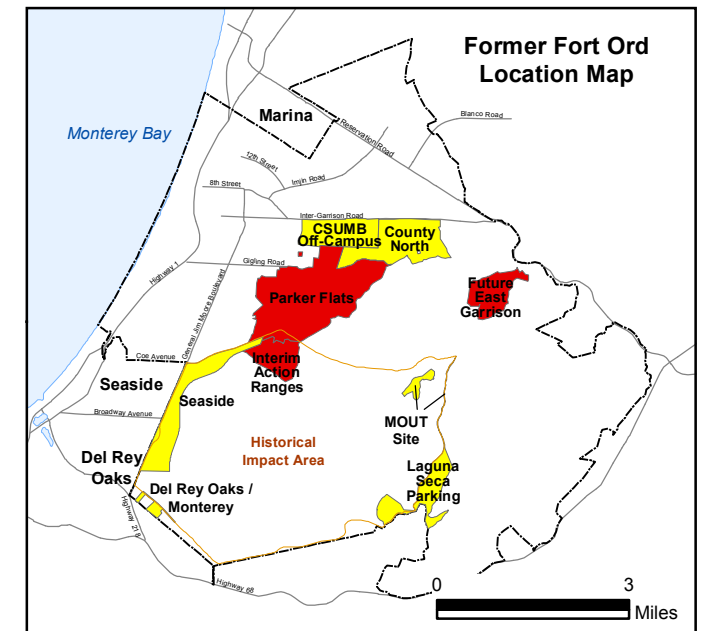 Former Fort Ord
Location Map
Marina
Monterey Bay
Blanco Road
Reservation Road
12th Street
Imjin Road
8th Street
Inter-Garrison Road
CSUMB
Off-Campus
County
North
Gigling Road
Highway 1
General Jim Moore Boulevard
Parker Flats
Future
East
Garrison
Coe Avenue
Interim
Action
Ranges
Seaside
Seaside
Broadway Avenue
MOUT
Site
Historical
Impact Area
Del Rey
Oaks
Laguna
Seca
Parking
Del Rey Oaks /
Monterey
Highway 218
Highway 68
0
3
Miles